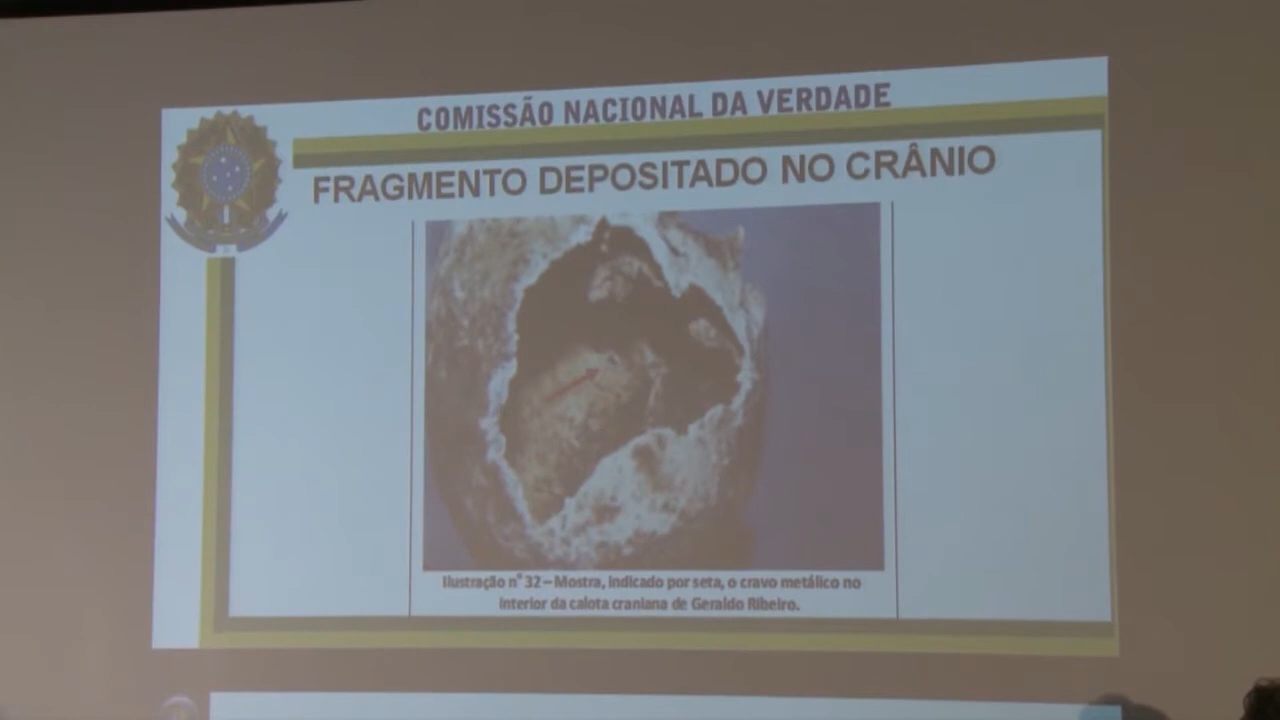 COMISSÃO NACIONAL DA VERDADE
FRAGMENTO DEPOSITADO NO CRÂNIO
Ilustração n° 32 – Mostra, indicado por seta, o cravo metálico no
interior da calota craniana de Geraldo Ribeiro.